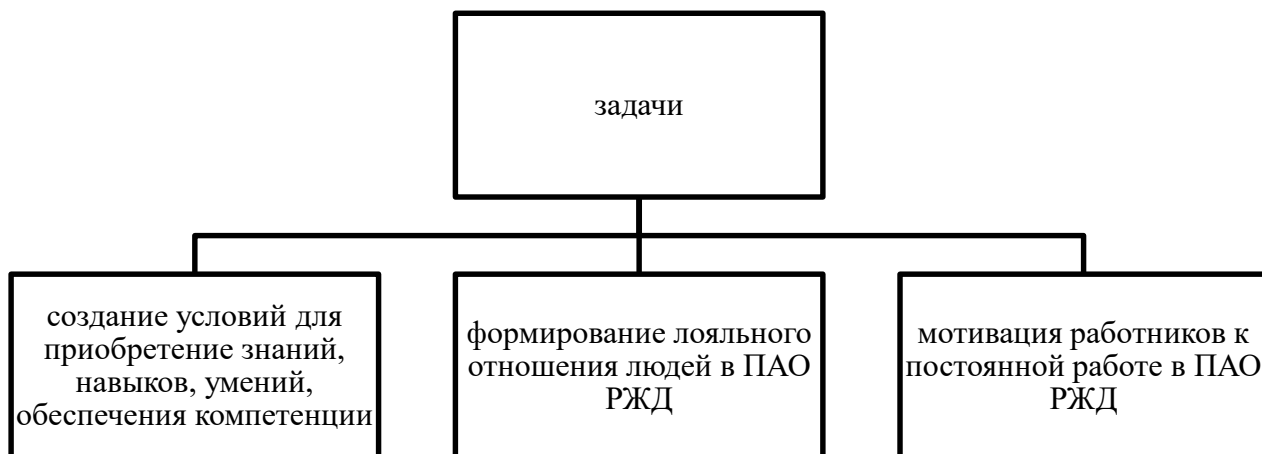 задачи
создание условий для
приобретение знаний,
навыков, умений,
обеспечения компетенции
формирование лояльного
отношения людей в ПАО
РЖД
мотивация работников к
постоянной работе в ПАО
РЖД